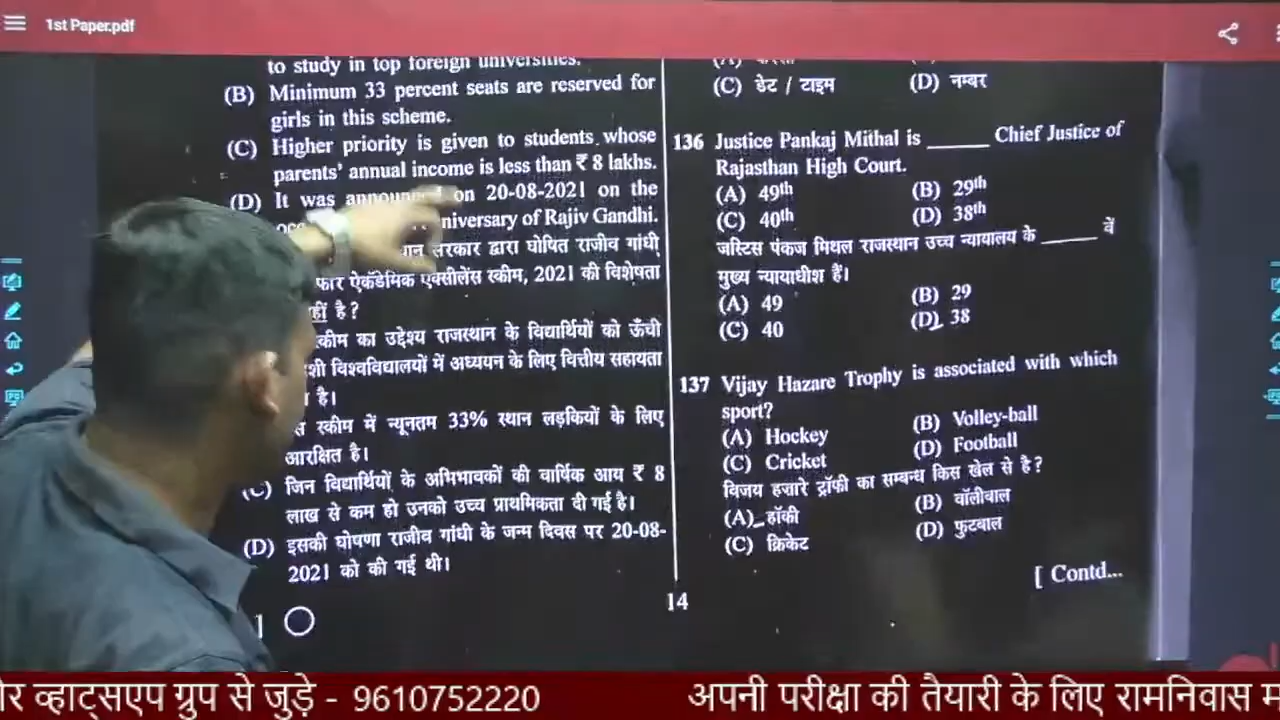 1st Paper.pdf
to study in top foreign universities.
(B) Minimum 33 percent seats are reserved for
girls in this scheme.
(C) Higher priority is given to students whose
parents' annual income is less than ₹ 8 lakhs.
(D) It was announced on 20-08-2021 on the
niversary of Rajiv Gandhi.
सरकार द्वारा घोषित राजीव गांधी
फार ऐकॅडेमिक एक्सीलेंस स्कीम, 2021 की विशेषता
है?
स्कीम का उद्देश्य राजस्थान के विद्यार्थियों को ऊँची
विश्वविद्यालयों में अध्ययन के लिए वित्तीय सहायता
है।
स्कीम में न्यूनतम 33% स्थान लड़कियों के लिए
आरक्षित है।
(C) जिन विद्यार्थियों के अभिभावकों की वार्षिक आय ₹ 8
लाख से कम हो उनको उच्च प्राथमिकता दी गई है।
(D) इसकी घोषणा राजीव गांधी के जन्म दिवस पर 20-08-
2021 को की गई थी।
(C) डेट / टाइम (D) नम्बर
136 Justice Pankaj Mithal is ______ Chief Justice of
Rajasthan High Court.
(A) 49th (B) 29th
(C) 40th (D) 38th
जस्टिस पंकज मिथल राजस्थान उच्च न्यायालय के ______ वें
मुख्य न्यायाधीश हैं।
(A) 49 (B) 29
(C) 40 (D) 38
137 Vijay Hazare Trophy is associated with which
sport?
(A) Hockey (B) Volley-ball
(C) Cricket (D) Football
विजय हजारे ट्रॉफी का सम्बन्ध किस खेल से है?
(A) हॉकी (B) वॉलीवाल
(C) क्रिकेट (D) फुटवाल
[ Contd...
14
व्हाट्सएप ग्रुप से जुड़े - 9610752220 अपनी परीक्षा की तैयारी के लिए रामनिवास